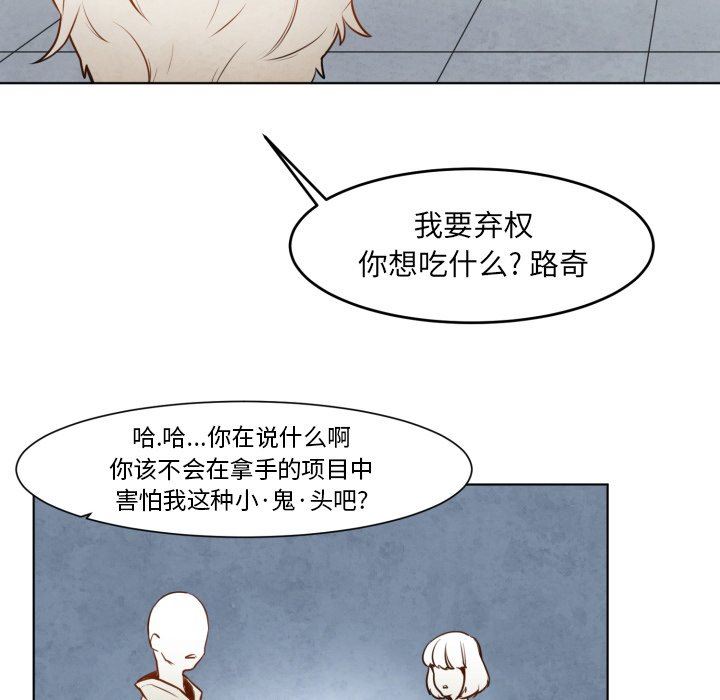 我要弃权
你想吃什么? 路奇
哈.哈...你在说什么啊
你该不会在拿手的项目中
害怕我这种小·鬼·头吧?